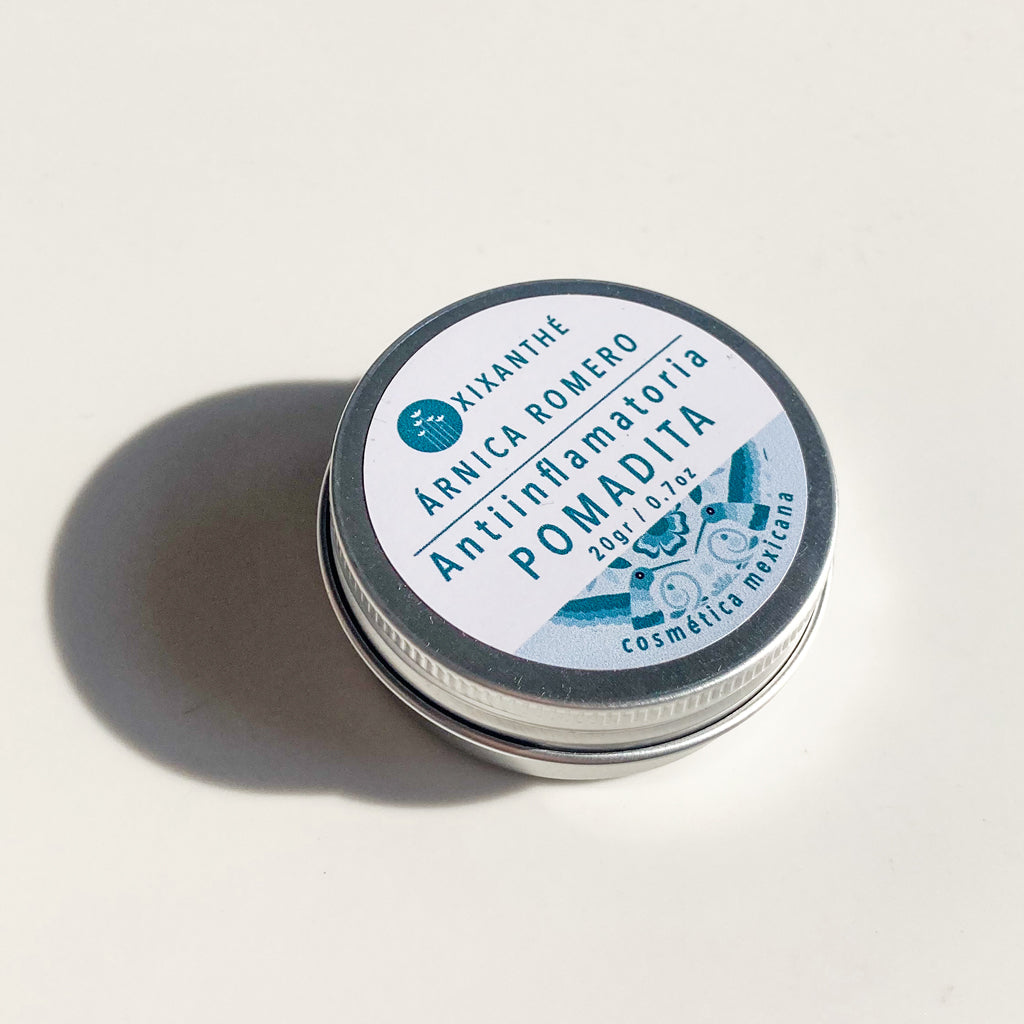 XIXANTHÉ
ÁRNICA ROMERO
Antiinflamatoria
POMADITA
20gr / 0.7oz
cosmética mexicana